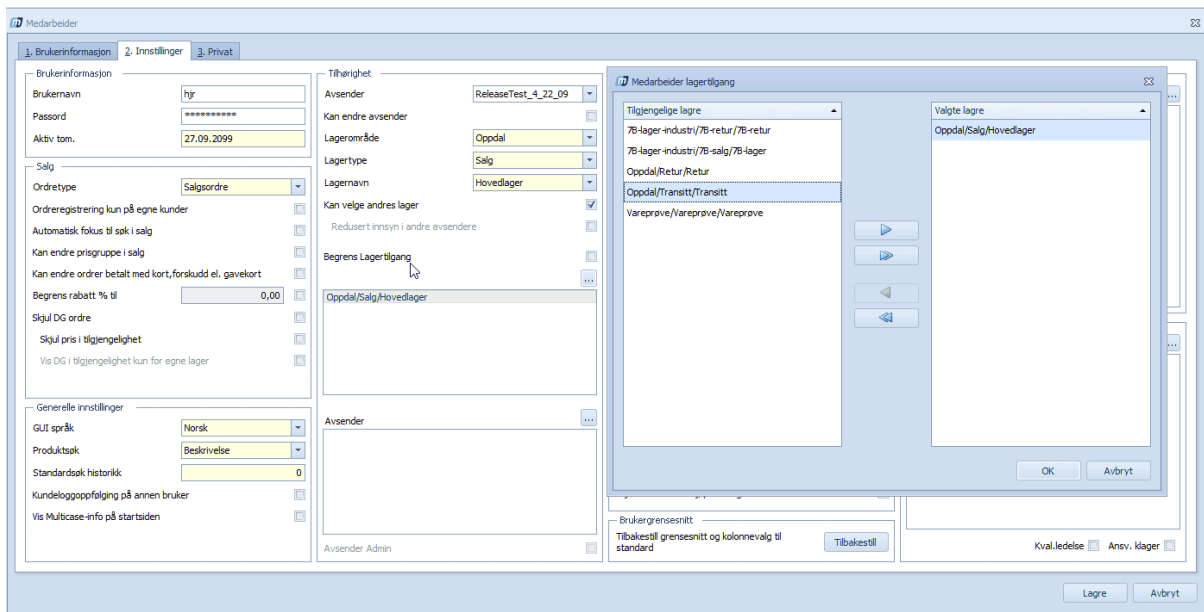 Medarbeider
1. Brukerinformasjon 2. Innstillinger 3. Privat
Brukerinformasjon
Brukernavn hjr
Passord **********
Aktiv tom. 27.09.2099
Salg
Ordretype Salgsordre
Ordreregistrering kun på egne kunder
Automatisk fokus til søk i salg
Kan endre prisgruppe i salg
Kan endre ordrer betalt med kort,forskudd el. gavekort
Begrens rabatt % til 0,00
Skjul DG ordre
Skjul pris i tilgjengelighet
Vis DG i tilgjengelighet kun for egne lager
Generelle innstillinger
GUI språk Norsk
Produktsøk Beskrivelse
Standardsøk historikk 0
Kundeloggoppfølging på annen bruker
Vis Multicase-info på startsiden
Tilhørighet
Avsender ReleaseTest_4_22_09
Kan endre avsender
Lagerområde Oppdal
Lagertype Salg
Lagernavn Hovedlager
Kan velge andres lager
Redusert innsyn i andre avsendere
Begrens Lagertilgang
...
Oppdal/Salg/Hovedlager
Avsender ...
Avsender Admin
Medarbeider lagertilgang
Tilgjengelige lagre
7B-lager-industri/7B-retur/7B-retur
7B-lager-industri/7B-salg/7B-lager
Oppdal/Retur/Retur
Oppdal/Transitt/Transitt
Vareprøve/Vareprøve/Vareprøve
Valgte lagre
Oppdal/Salg/Hovedlager
OK Avbryt
...
...
Brukergrensesnitt
Tilbakestill grensesnitt og kolonnevalg til
standard
Tilbakestill
Kval.ledelse Ansv. klager
Lagre Avbryt